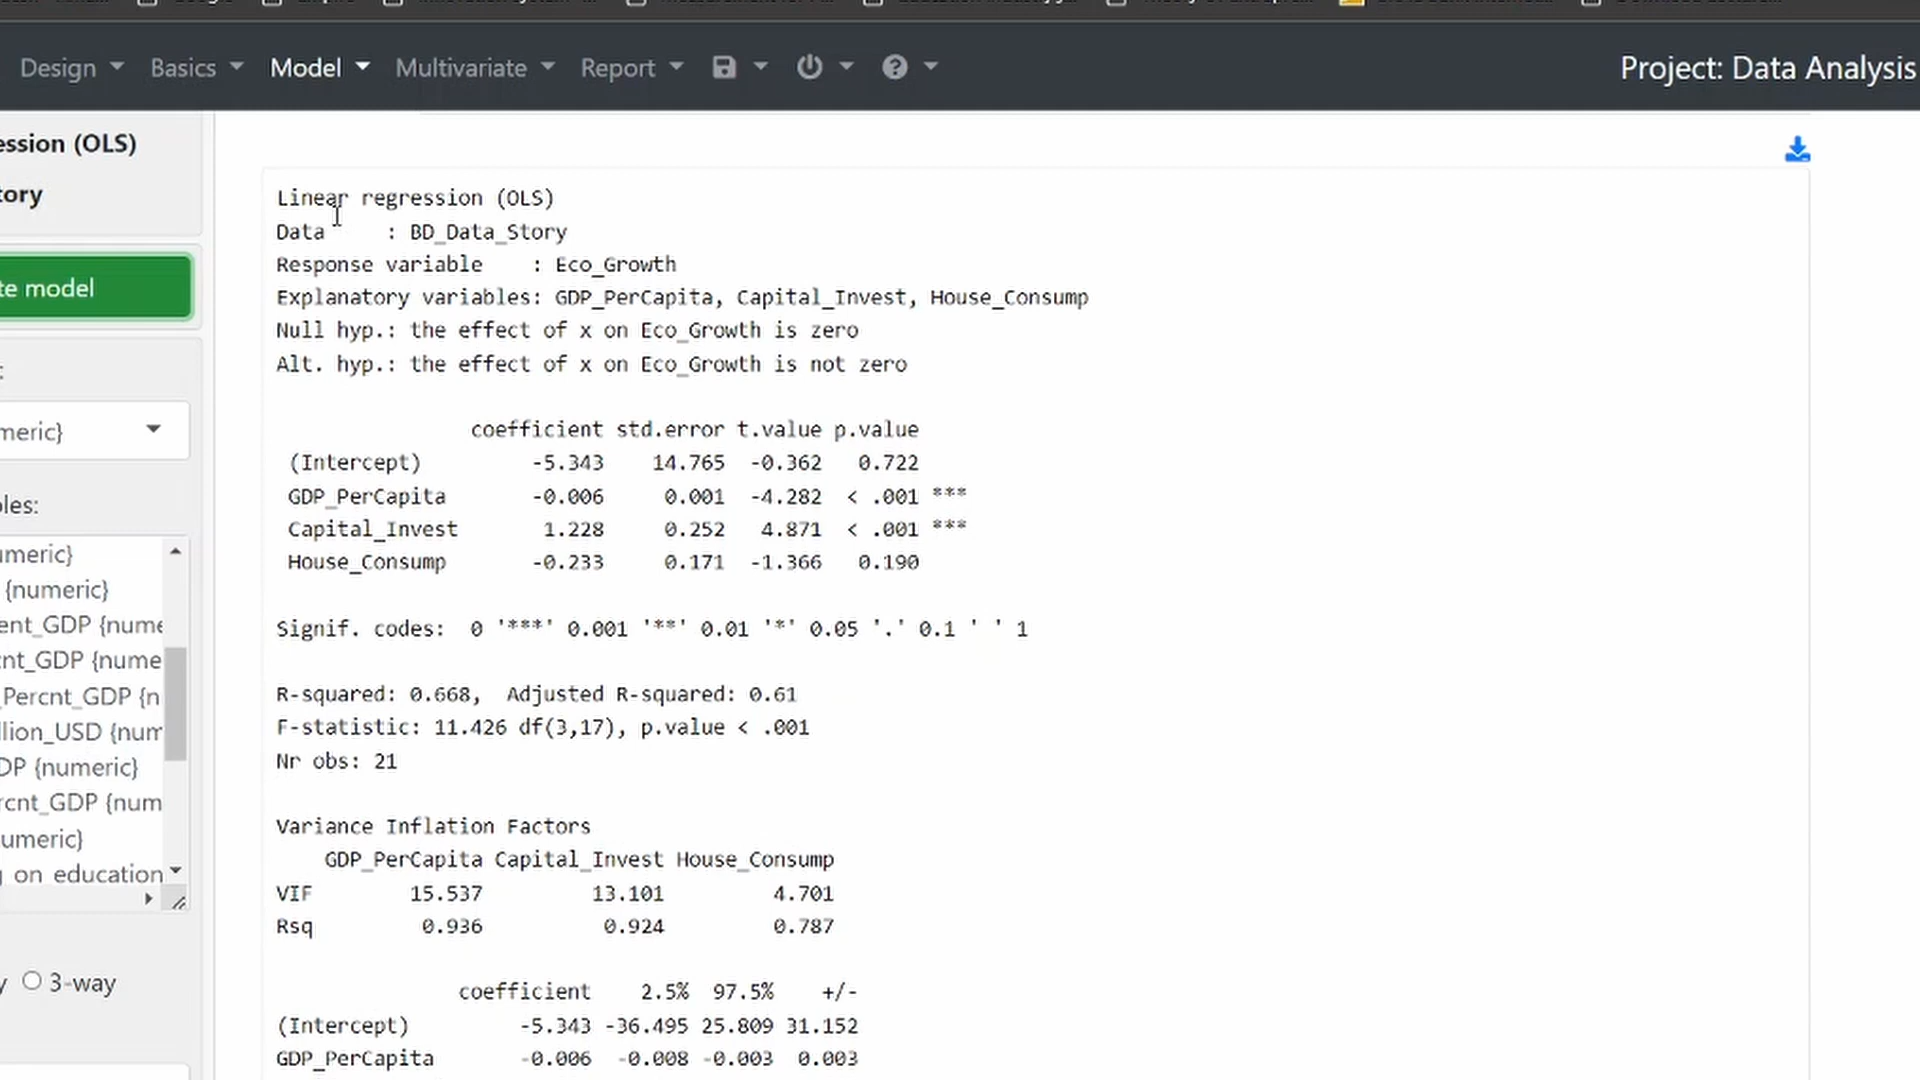 Design Basics Model Multivariate Report Project: Data Analysis
ession (OLS)
tory
te model
:
meric}
oles:
umeric}
{numeric}
ent_GDP {nume
nt_GDP {nume
_Percnt_GDP {n
llion_USD {num
DP {numeric}
rcnt_GDP {num
umeric}
g on education
y 3-way
Linear regression (OLS)
Data : BD_Data_Story
Response variable : Eco_Growth
Explanatory variables: GDP_PerCapita, Capital_Invest, House_Consump
Null hyp.: the effect of x on Eco_Growth is zero
Alt. hyp.: the effect of x on Eco_Growth is not zero
coefficient std.error t.value p.value
(Intercept) -5.343 14.765 -0.362 0.722
GDP_PerCapita -0.006 0.001 -4.282 < .001 ***
Capital_Invest 1.228 0.252 4.871 < .001 ***
House_Consump -0.233 0.171 -1.366 0.190
Signif. codes: 0 '***' 0.001 '**' 0.01 '*' 0.05 '.' 0.1 ' ' 1
R-squared: 0.668, Adjusted R-squared: 0.61
F-statistic: 11.426 df(3,17), p.value < .001
Nr obs: 21
Variance Inflation Factors
GDP_PerCapita Capital_Invest House_Consump
VIF 15.537 13.101 4.701
Rsq 0.936 0.924 0.787
coefficient 2.5% 97.5% +/-
(Intercept) -5.343 -36.495 25.809 31.152
GDP_PerCapita -0.006 -0.008 -0.003 0.003